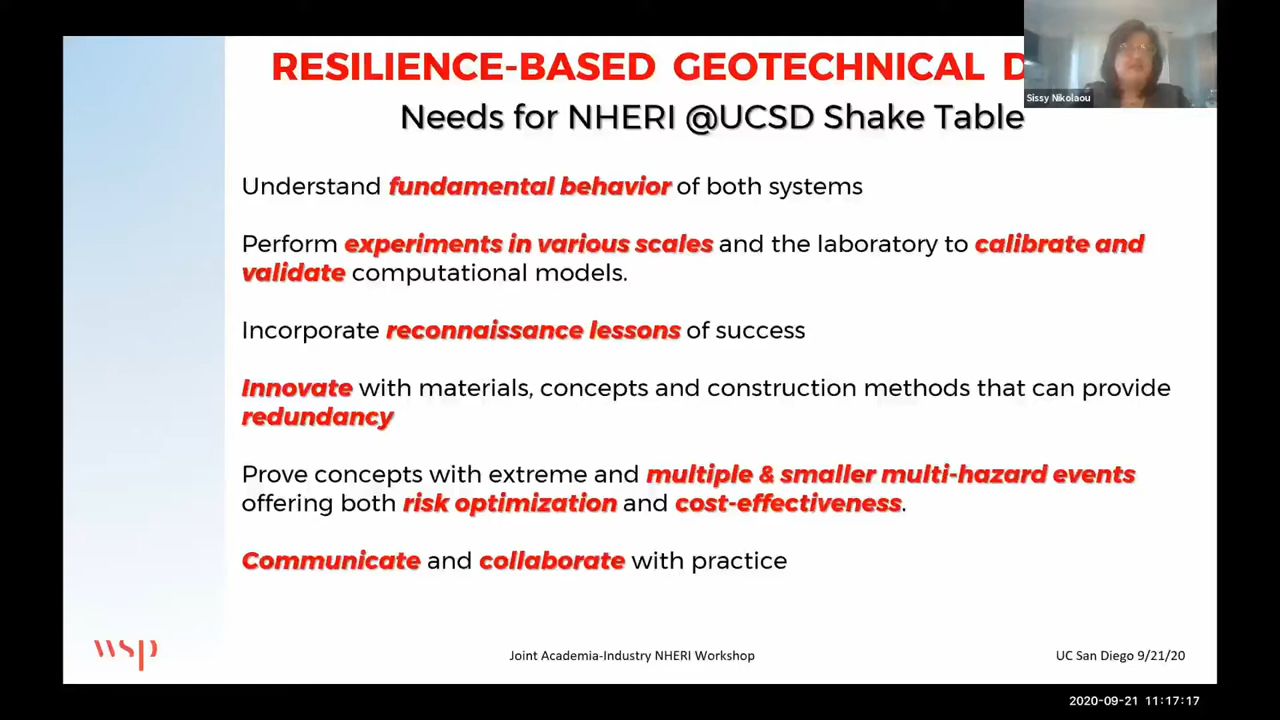 RESILIENCE-BASED GEOTECHNICAL
Needs for NHERI @UCSD Shake Table
Sissy Nikolaou
Understand fundamental behavior of both systems
Perform experiments in various scales and the laboratory to calibrate and
validate computational models.
Incorporate reconnaissance lessons of success
Innovate with materials, concepts and construction methods that can provide
redundancy
Prove concepts with extreme and multiple & smaller multi-hazard events
offering both risk optimization and cost-effectiveness.
Communicate and collaborate with practice
wsp
Joint Academia-Industry NHERI Workshop
UC San Diego 9/21/20
2020-09-21 11:17:17